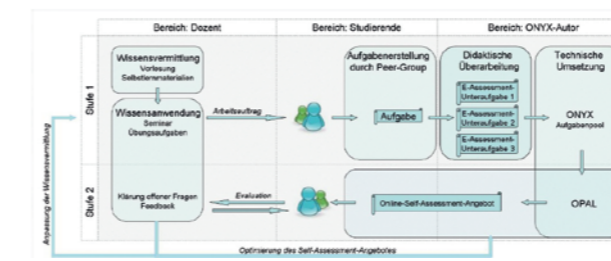 Bereich: Dozent
Bereich: Studierende
Bereich: ONYX-Autor
Stufe 1
Wissensvermittlung
Vorlesung
Selbstlernmaterialien
Wissensanwendung
Seminar
Übungsaufgaben
Arbeitsauftrag
Aufgabenerstellung
durch Peer-Group
Aufgabe
Didaktische
Überarbeitung
E-Assessment-
Unteraufgabe 1
E-Assessment-
Unteraufgabe 2
E-Assessment-
Unteraufgabe 3
Technische
Umsetzung
ONYX
Aufgabenpool
Stufe 2
Klärung offener Fragen
Feedback
Evaluation
Online-Self-Assessment-Angebot
OPAL
Anpassung der Wissensvermittlung
Optimierung des Self-Assessment-Angebotes